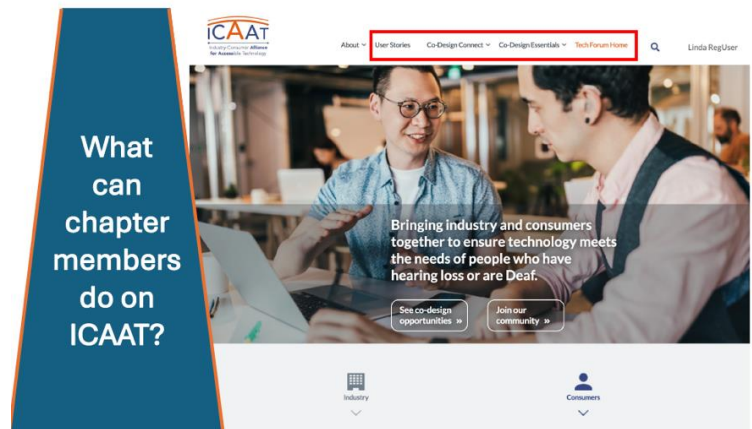 What
can
chapter
members
do on
ICAAT?
ICAAT
Industry Consumer Alliance
for Accessible Technology
About User Stories Co-Design Connect Co-Design Essentials Tech Forum Home Linda RegUser
Bringing industry and consumers
together to ensure technology meets
the needs of people who have
hearing loss or are Deaf.
See co-design
opportunities »
Join our
community »
Industry
Consumers